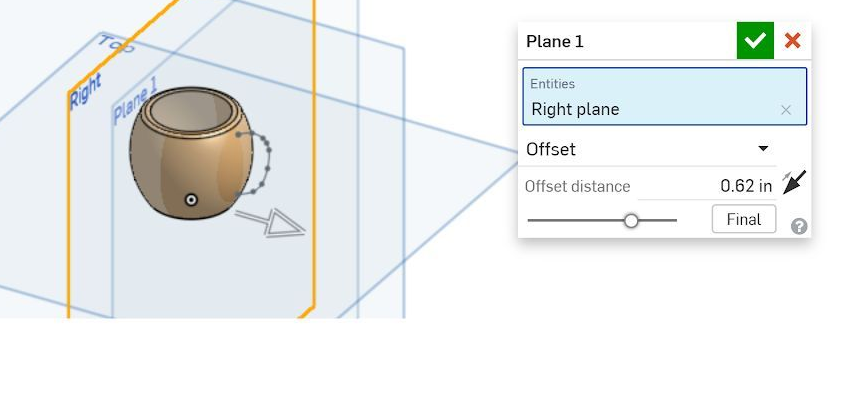 Top
Right
Plane 1
Plane 1
Entities
Right plane
Offset
Offset distance 0.62 in
Final
?